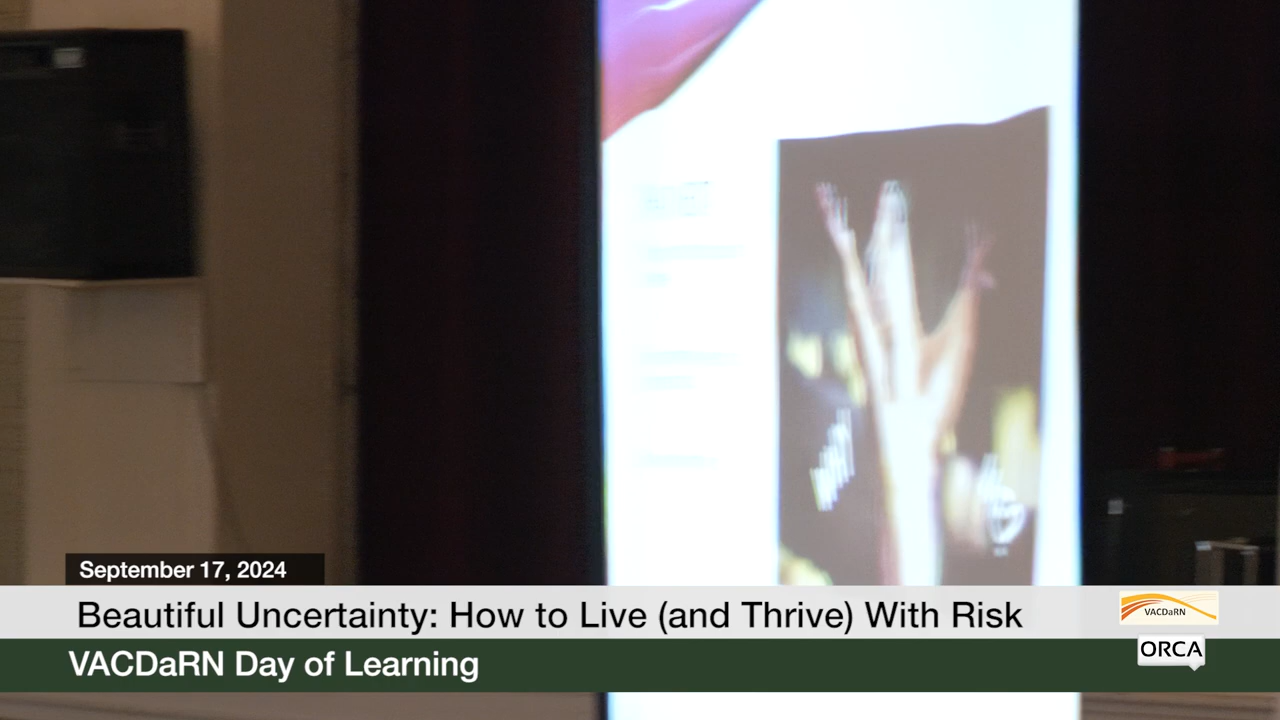 September 17, 2024
Beautiful Uncertainty: How to Live (and Thrive) With Risk
VACDaRN
VACDaRN Day of Learning
ORCA